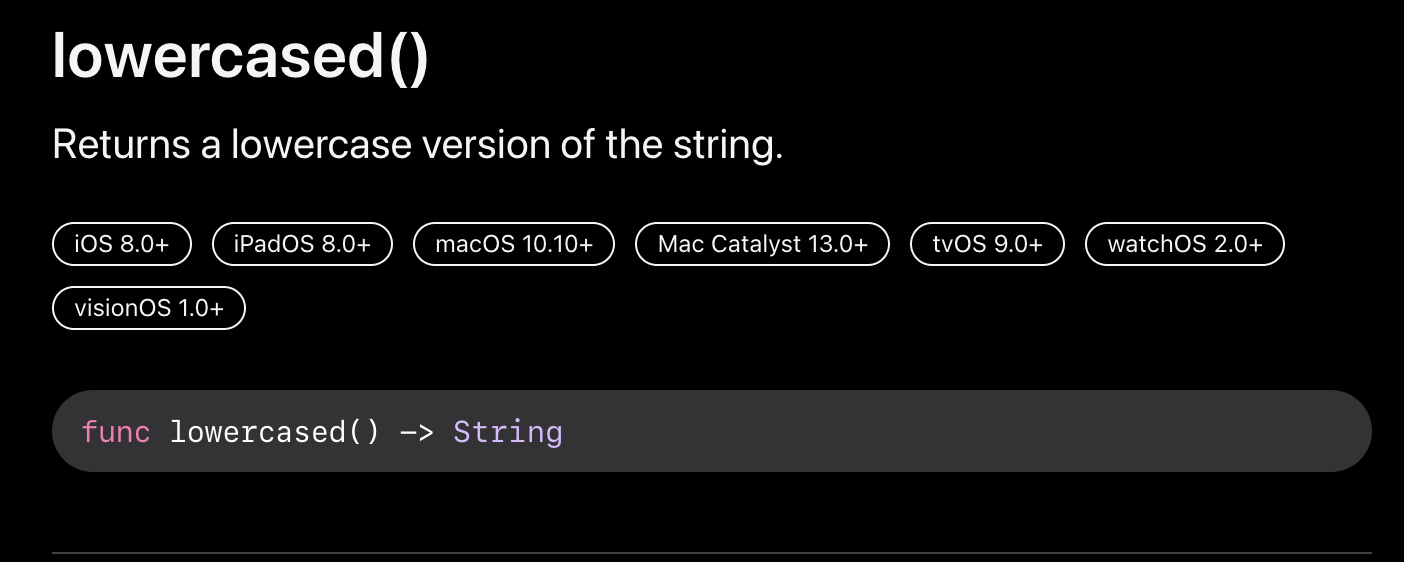 lowercased()
Returns a lowercase version of the string.
iOS 8.0+ iPadOS 8.0+ macOS 10.10+ Mac Catalyst 13.0+ tvOS 9.0+ watchOS 2.0+
visionOS 1.0+
func lowercased() -> String